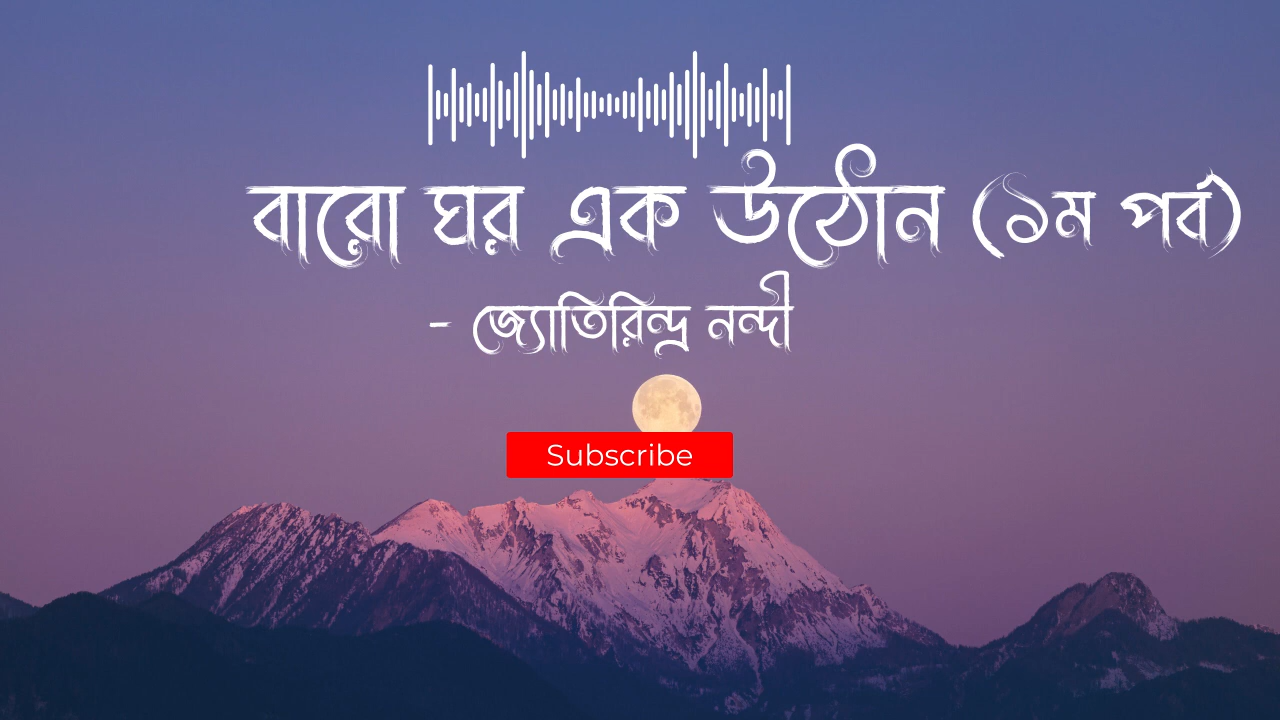 বারো ঘর এক উঠোন (১ম পর্ব)
- জ্যোতিরিন্দ্র নন্দী
Subscribe